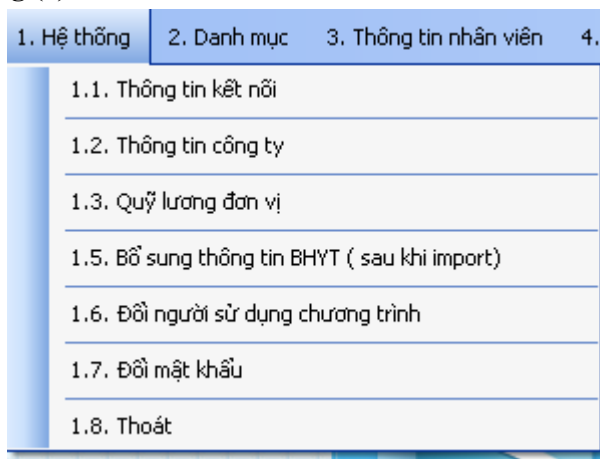 1. Hệ thống 2. Danh mục 3. Thông tin nhân viên 4.
1.1. Thông tin kết nối
1.2. Thông tin công ty
1.3. Quỹ lương đơn vị
1.5. Bổ sung thông tin BHYT ( sau khi import)
1.6. Đổi người sử dụng chương trình
1.7. Đổi mật khẩu
1.8. Thoát